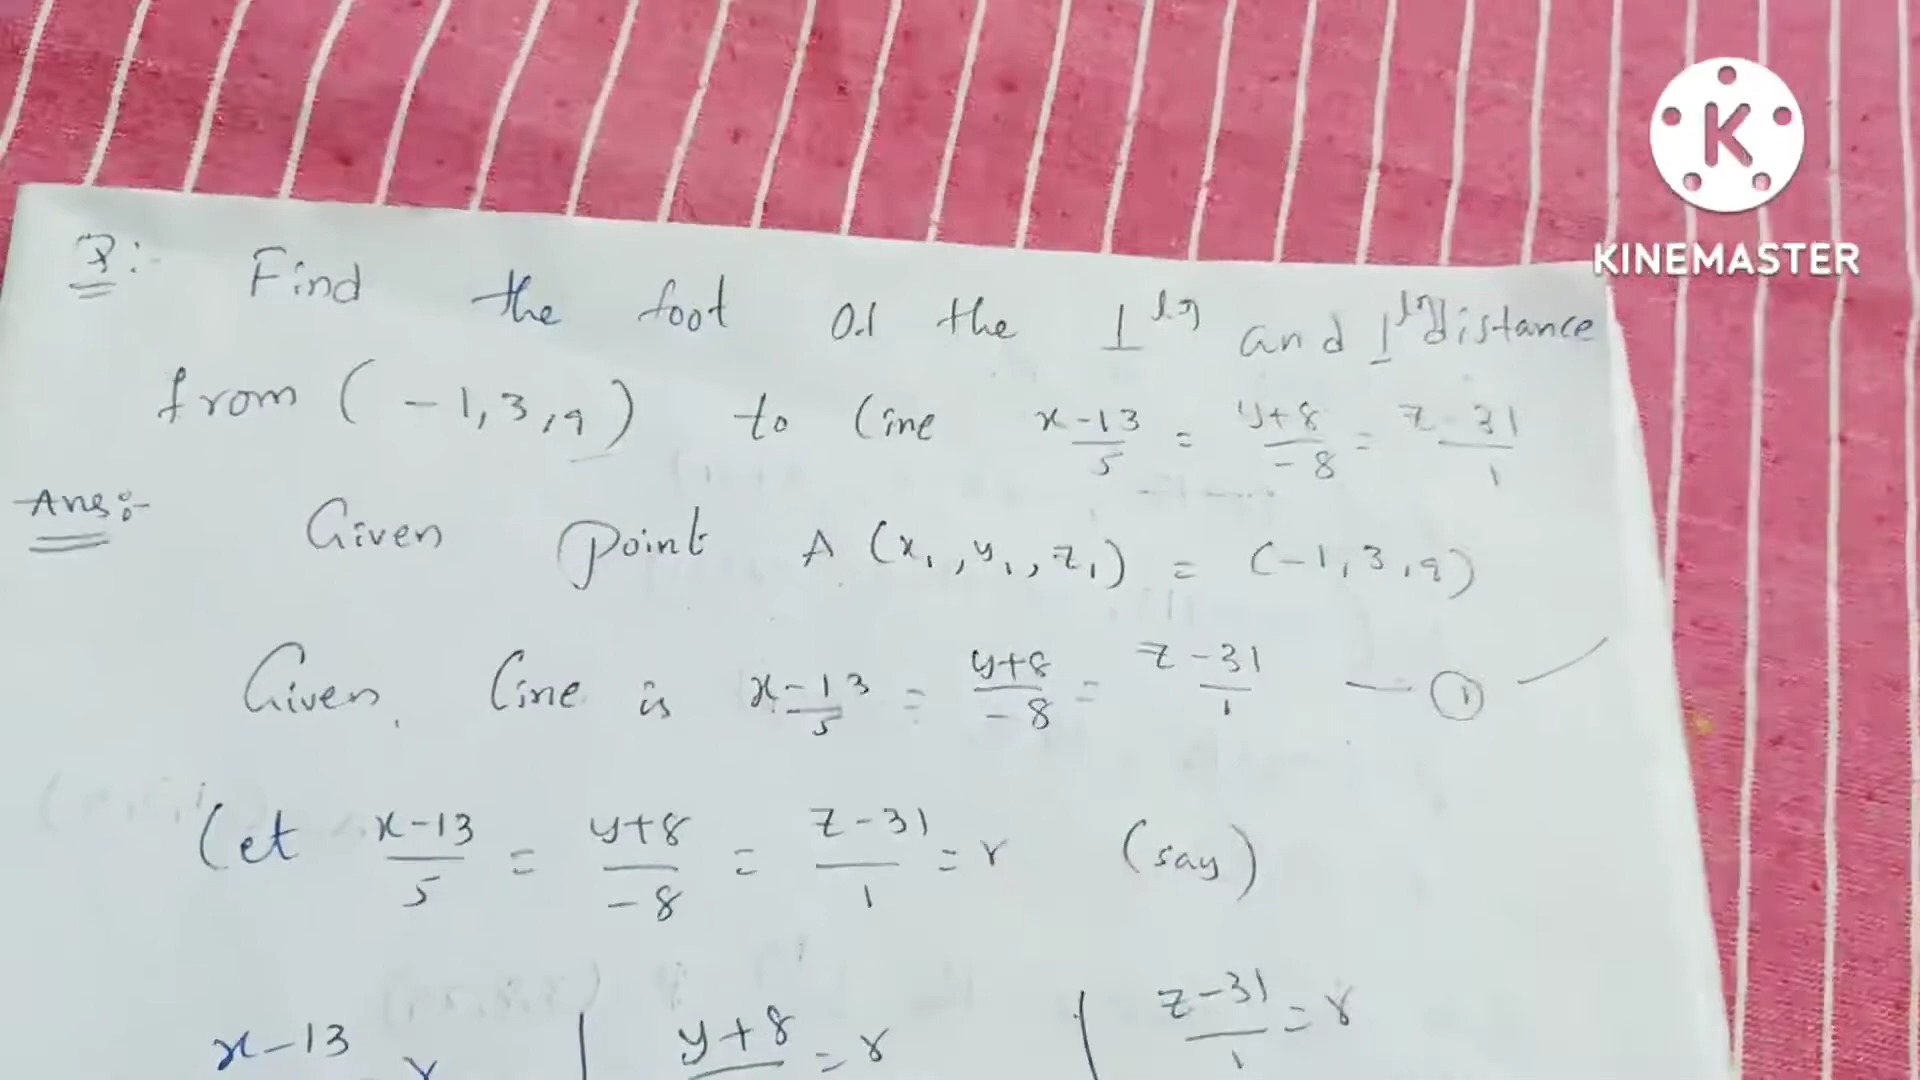 KINEMASTER
Q:- Find the foot of the ⊥lr and ⊥lr distance
from (-1,3,9) to line x-13/5 = y+8/-8 = z-31/1
Ans:- Given point A (x₁,y₁,z₁) = (-1,3,9)
Given line is x-13/5 = y+8/-8 = z-31/1 — ①
Let x-13/5 = y+8/-8 = z-31/1 = r (say)
x-13 r | y+8 = r | z-31/1 = r